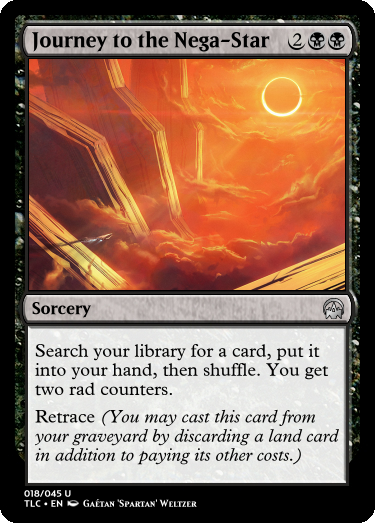 Journey to the Nega-Star 2
Sorcery
Search your library for a card, put it
into your hand, then shuffle. You get
two rad counters.
Retrace (You may cast this card from
your graveyard by discarding a land card
in addition to paying its other costs.)
018/045 U
TLC • EN Gaétan 'Spartan' Weltzer